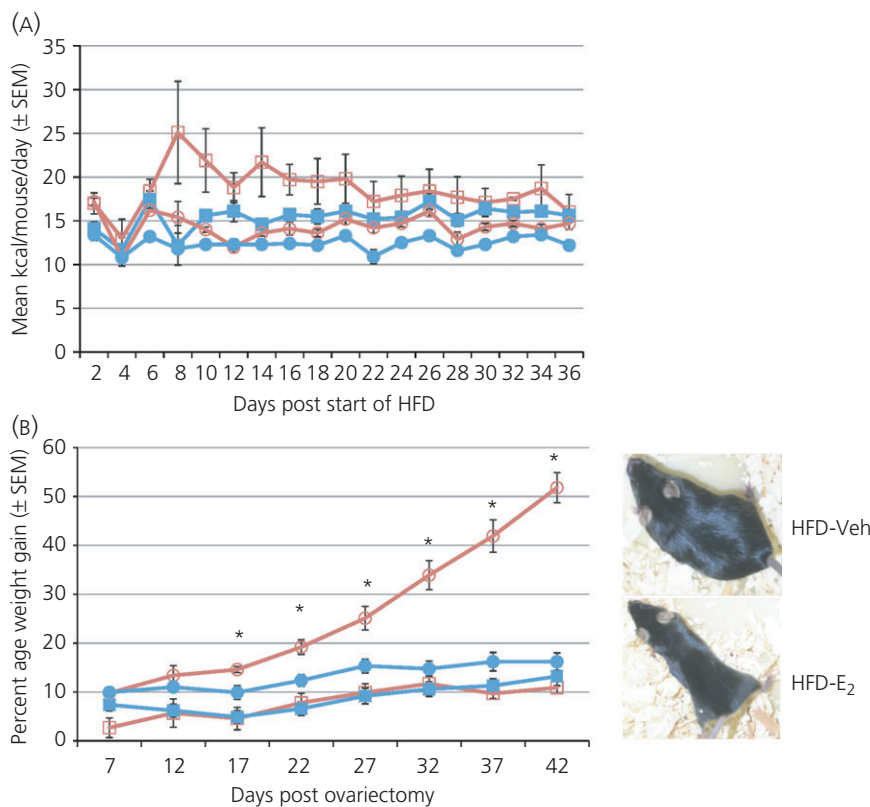 (A)
Mean kcal/mouse/day (± SEM)
35
30
25
20
15
10
5
0
2 4 6 8 10 12 14 16 18 20 22 24 26 28 30 32 34 36
Days post start of HFD
(B)
Percent age weight gain (± SEM)
60
50
40
30
20
10
0
* * * * * *
7 12 17 22 27 32 37 42
Days post ovariectomy
HFD-Veh
HFD-E₂